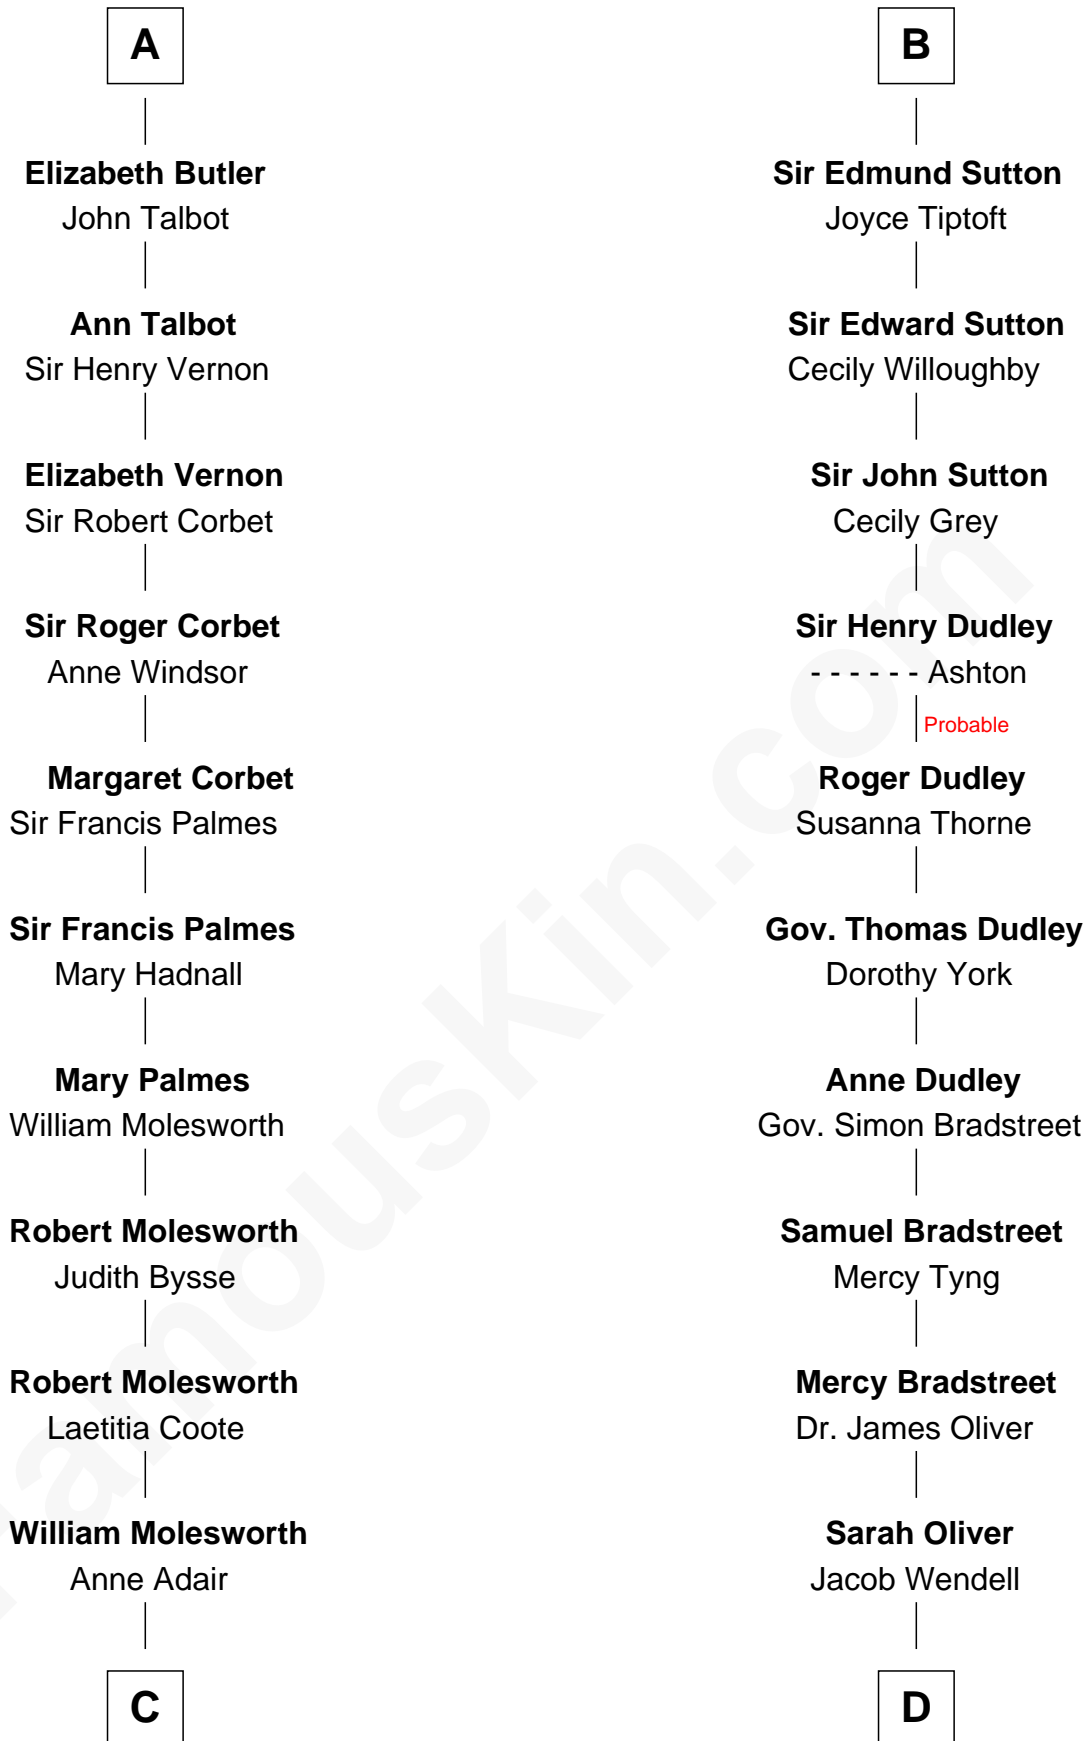 A
Elizabeth Butler
John Talbot
Ann Talbot
Sir Henry Vernon
Elizabeth Vernon
Sir Robert Corbet
Sir Roger Corbet
Anne Windsor
Margaret Corbet
Sir Francis Palmes
Sir Francis Palmes
Mary Hadnall
Mary Palmes
William Molesworth
Robert Molesworth
Judith Bysse
Robert Molesworth
Laetitia Coote
William Molesworth
Anne Adair
C
B
Sir Edmund Sutton
Joyce Tiptoft
Sir Edward Sutton
Cecily Willoughby
Sir John Sutton
Cecily Grey
Sir Henry Dudley
- - - - - - Ashton
Probable
Roger Dudley
Susanna Thorne
Gov. Thomas Dudley
Dorothy York
Anne Dudley
Gov. Simon Bradstreet
Samuel Bradstreet
Mercy Tyng
Mercy Bradstreet
Dr. James Oliver
Sarah Oliver
Jacob Wendell
D
FamousKin.com